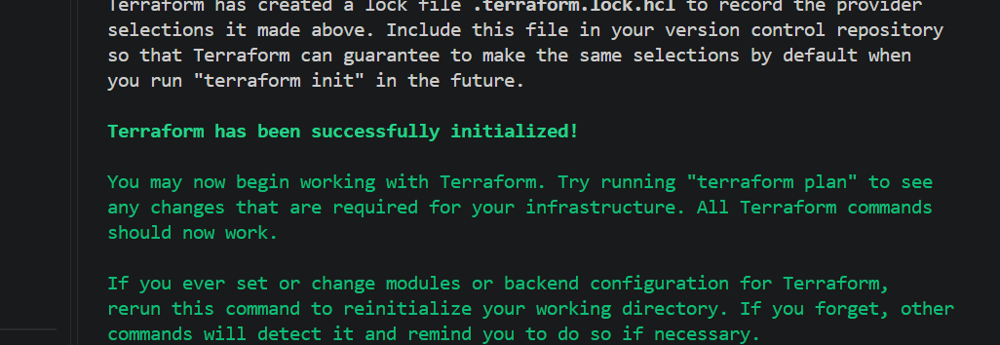 Terraform has created a lock file .terraform.lock.hcl to record the provider
selections it made above. Include this file in your version control repository
so that Terraform can guarantee to make the same selections by default when
you run "terraform init" in the future.
Terraform has been successfully initialized!
You may now begin working with Terraform. Try running "terraform plan" to see
any changes that are required for your infrastructure. All Terraform commands
should now work.
If you ever set or change modules or backend configuration for Terraform,
rerun this command to reinitialize your working directory. If you forget, other
commands will detect it and remind you to do so if necessary.